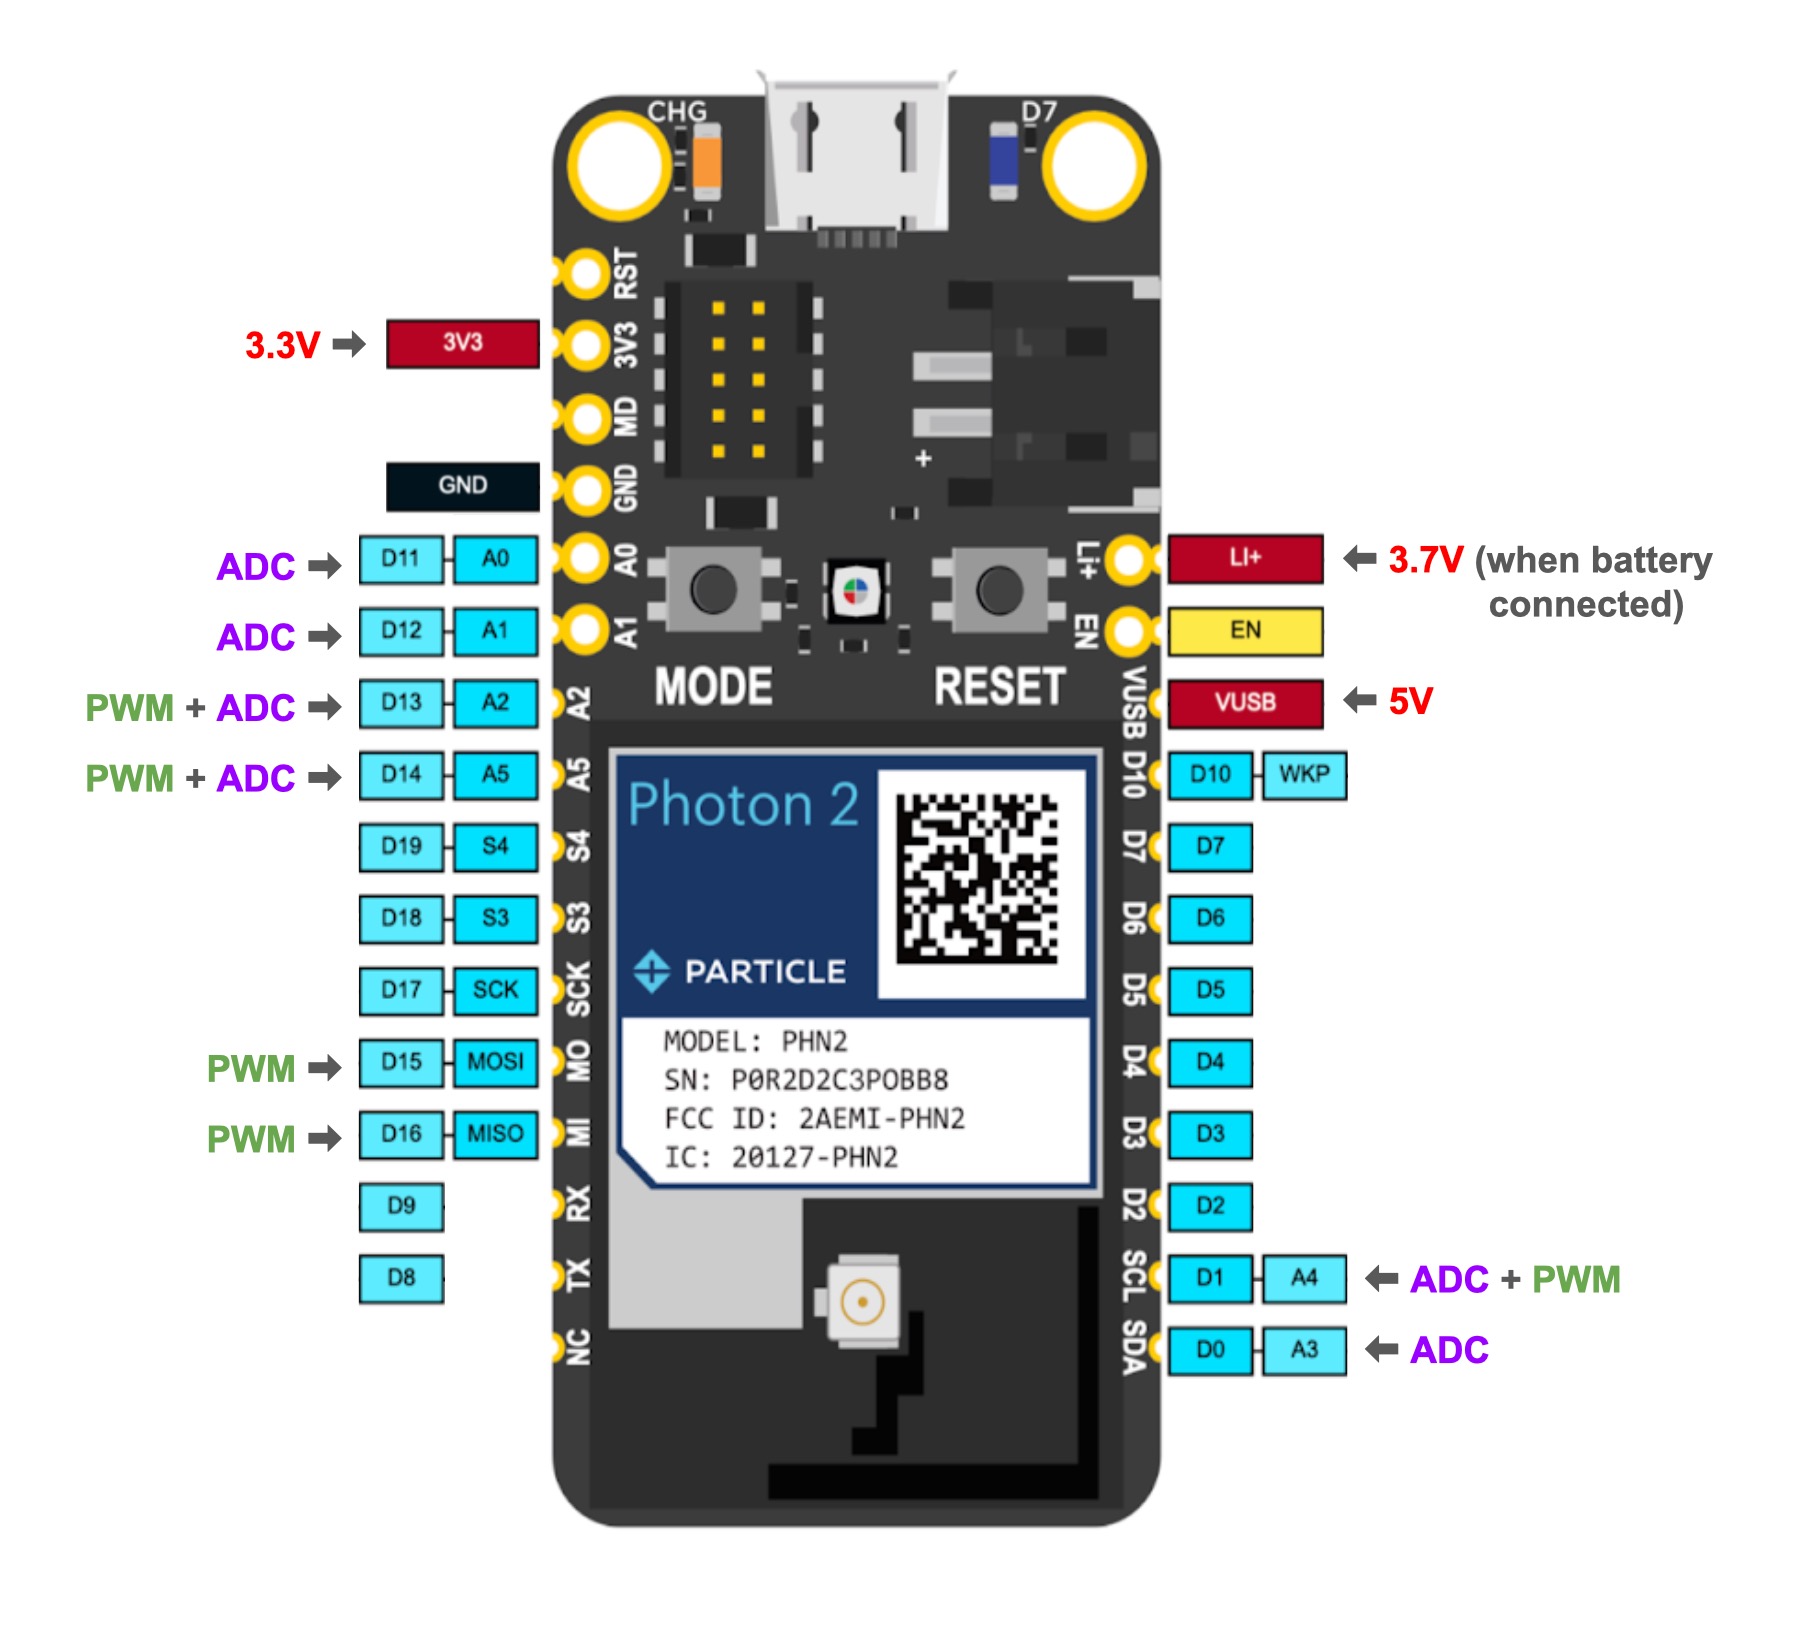 CHG
D7
RST
3V3
MD
GND
A0
A1
A2
A5
S4
S3
SCK
MO
MI
RX
TX
NC
3.3V
3V3
GND
ADC D11 A0
ADC D12 A1
PWM + ADC D13 A2
PWM + ADC D14 A5
D19 S4
D18 S3
D17 SCK
PWM D15 MOSI
PWM D16 MISO
D9
D8
+
MODE
RESET
Photon 2
PARTICLE
MODEL: PHN2
SN: P0R2D2C3POBB8
FCC ID: 2AEMI-PHN2
IC: 20127-PHN2
Li+
EN
VUSB
D10
D7
D6
D5
D4
D3
D2
SCL
SDA
LI+ 3.7V (when battery
connected)
EN
VUSB 5V
D10 WKP
D7
D6
D5
D4
D3
D2
D1 A4 ADC + PWM
D0 A3 ADC